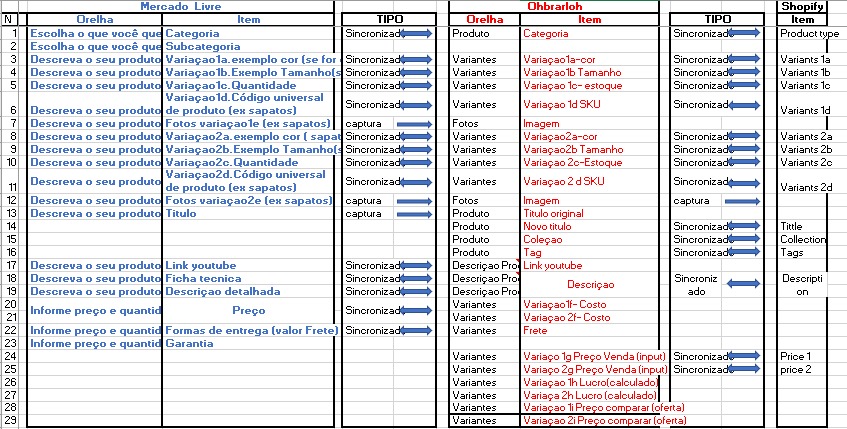 Mercado Livre Ohbrarloh Shopify
N Orelha Item TIPO Orelha Item TIPO Item
1 Escolha o que você que Categoria Sincronizado Produto Categoria Sincronizado Product type
2 Escolha o que você que Subcategoria
3 Descreva o seu produto Variaçao1a.exemplo cor (se for Sincronizad Variantes Variaçao1a-cor Sincronizad Variants 1a
4 Descreva o seu produto Variaçao1b.Exemplo Tamanho(s Sincronizad Variantes Variaçao1b Tamanho Sincronizad Variants 1b
5 Descreva o seu produto Variaçao1c.Quantidade Sincronizad Variantes Variaçao 1c- estoque Sincronizad Variants 1c
6 Descreva o seu produto Variaçao1d.Código universal de produto (ex sapatos) Sincronizad Variantes Variaçao 1d SKU Sincronizad Variants 1d
7 Descreva o seu produto Fotos variaçao1e (ex sapatos) captura Fotos Imagem
8 Descreva o seu produto Variaçao2a.exemplo cor ( sapat Sincronizad Variantes Variaçao2a-cor Sincronizad Variants 2a
9 Descreva o seu produto Variaçao2b.Exemplo Tamanho(s Sincronizad Variantes Variaçao2b Tamanho Sincronizad Variants 2b
10 Descreva o seu produto Variaçao2c.Quantidade Sincronizad Variantes Variaçao 2c-Estoque Sincronizad Variants 2c
11 Descreva o seu produto Variaçao2d.Código universal de produto (ex sapatos) Sincronizad Variantes Variaçao 2 d SKU Sincronizad Variants 2d
12 Descreva o seu produto Fotos variaçao2e (ex sapatos) captura Fotos Imagem captura
13 Descreva o seu produto Titulo captura Produto Titulo original
14 Produto Novo titulo Sincronizad Tittle
15 Produto Coleçao Sincronizad Collection
16 Produto Tag Sincronizad Tags
17 Descreva o seu produto Link youtube Sincronizad Descriçao Pro Link youtube
18 Descreva o seu produto Ficha tecnica Sincronizad Descriçao Pro Descriçao Sincroniz ado Descripti on
19 Descreva o seu produto Descriçao detalhada Sincronizad Descriçao Pro
20 Informe preço e quantid Preço Sincronizad Variantes Variaçao1f- Costo
21 Variantes Variaçao 2f- Costo
22 Informe preço e quantid Formas de entrega (valor Frete) Sincronizad Variantes Frete
23 Informe preço e quantid Garantia
24 Variantes Variaço 1g Preço Venda (input) Sincronizad Price 1
25 Variantes Variaço 2g Preço Venda (input) Sincronizad price 2
26 Variantes Variaçao 1h Lucro(calculado)
27 Variantes Variaça 2h Lucro (calculado)
28 Variantes Variaçao 1i Preço comparar (oferta)
29 Variantes Variaçao 2i Preço comparar (oferta)